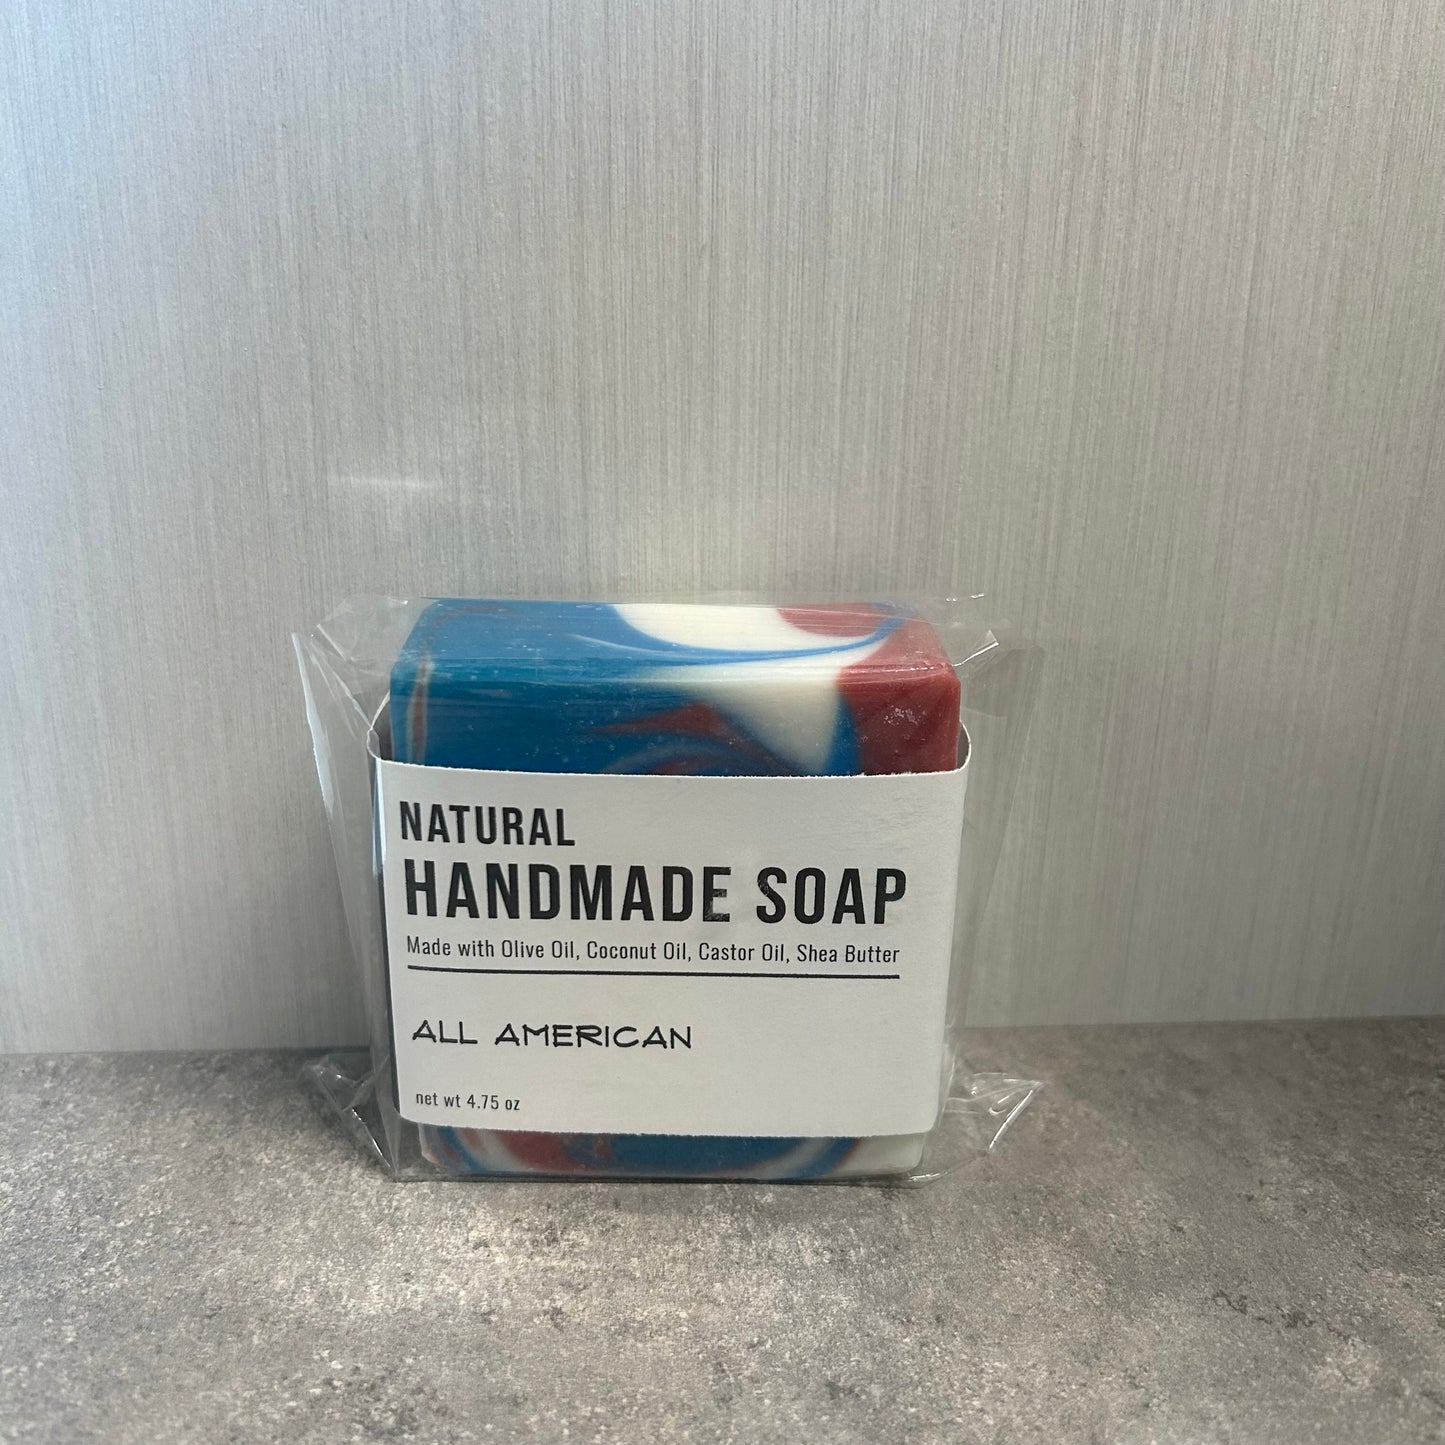 NATURAL
HANDMADE SOAP
Made with Olive Oil, Coconut Oil, Castor Oil, Shea Butter
ALL AMERICAN
net wt 4.75 oz